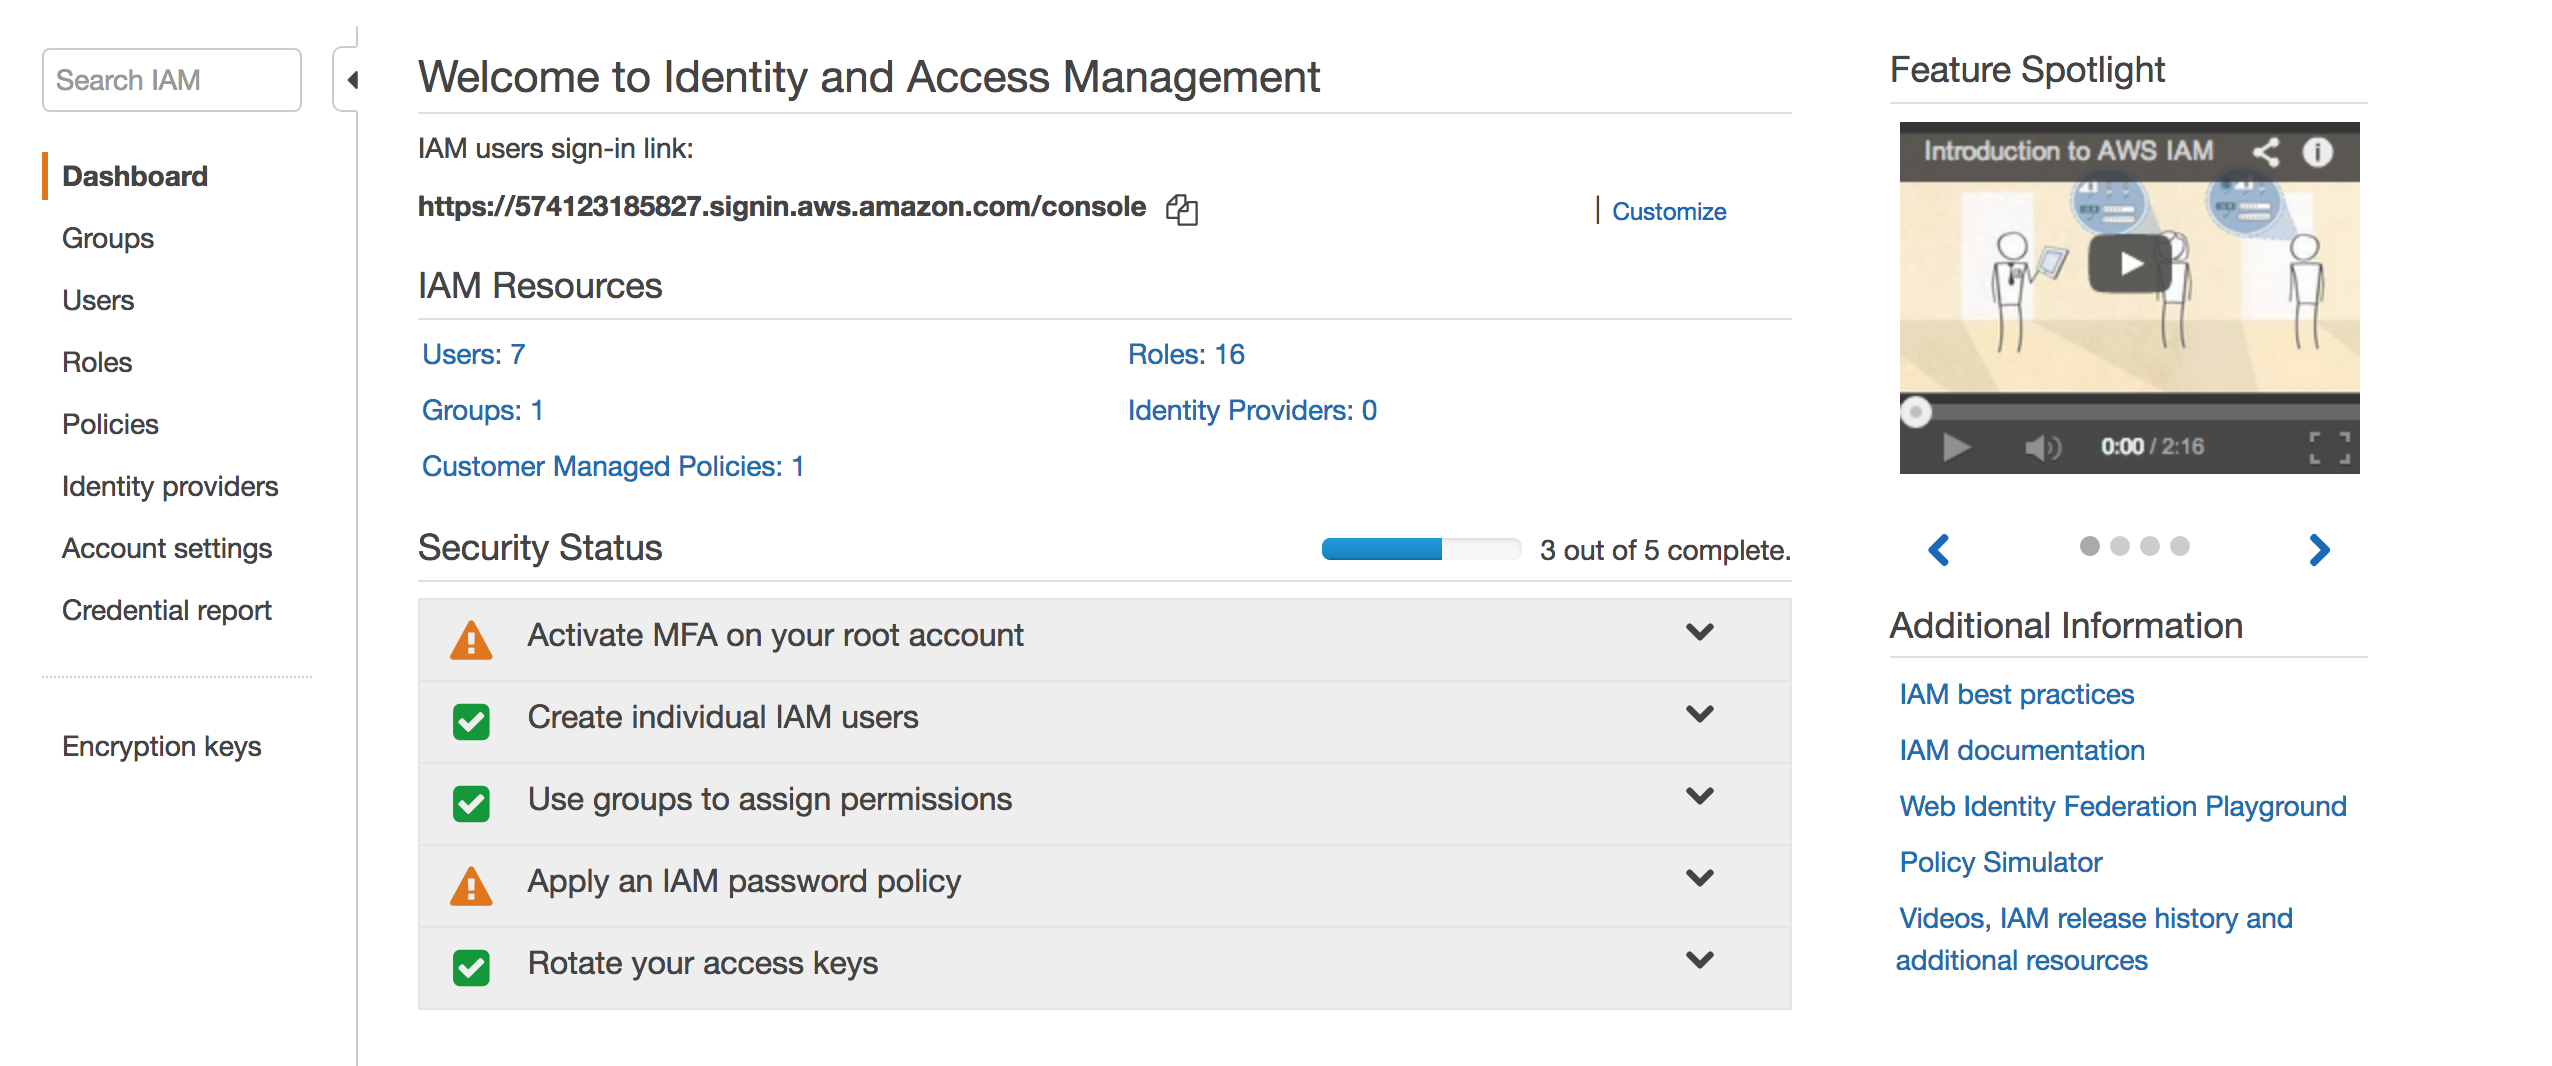 Search IAM
Dashboard
Groups
Users
Roles
Policies
Identity providers
Account settings
Credential report
Encryption keys
Welcome to Identity and Access Management
IAM users sign-in link:
https://574123185827.signin.aws.amazon.com/console
| Customize
IAM Resources
Users: 7
Roles: 16
Groups: 1
Identity Providers: 0
Customer Managed Policies: 1
Security Status
3 out of 5 complete.
Activate MFA on your root account
Create individual IAM users
Use groups to assign permissions
Apply an IAM password policy
Rotate your access keys
Feature Spotlight
Introduction to AWS IAM
0:00 / 2:16
Additional Information
IAM best practices
IAM documentation
Web Identity Federation Playground
Policy Simulator
Videos, IAM release history and
additional resources